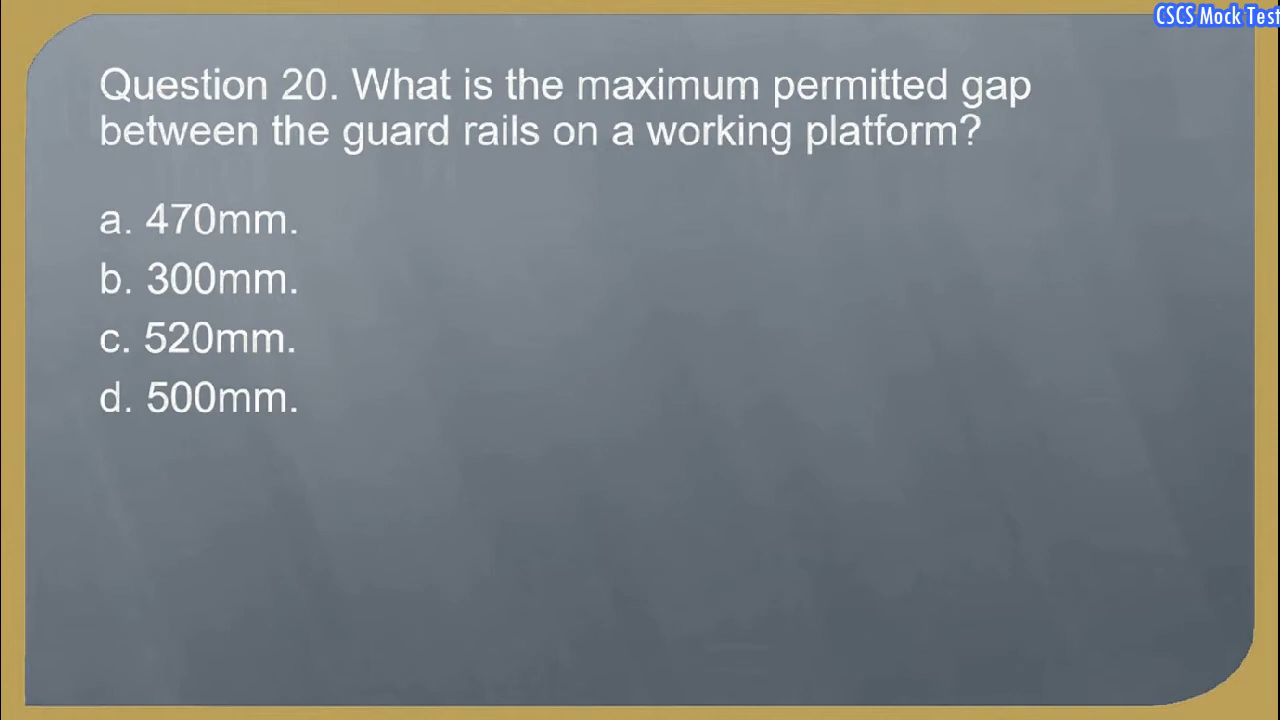 CSCS Mock Test
Question 20. What is the maximum permitted gap
between the guard rails on a working platform?
a. 470mm.
b. 300mm.
c. 520mm.
d. 500mm.